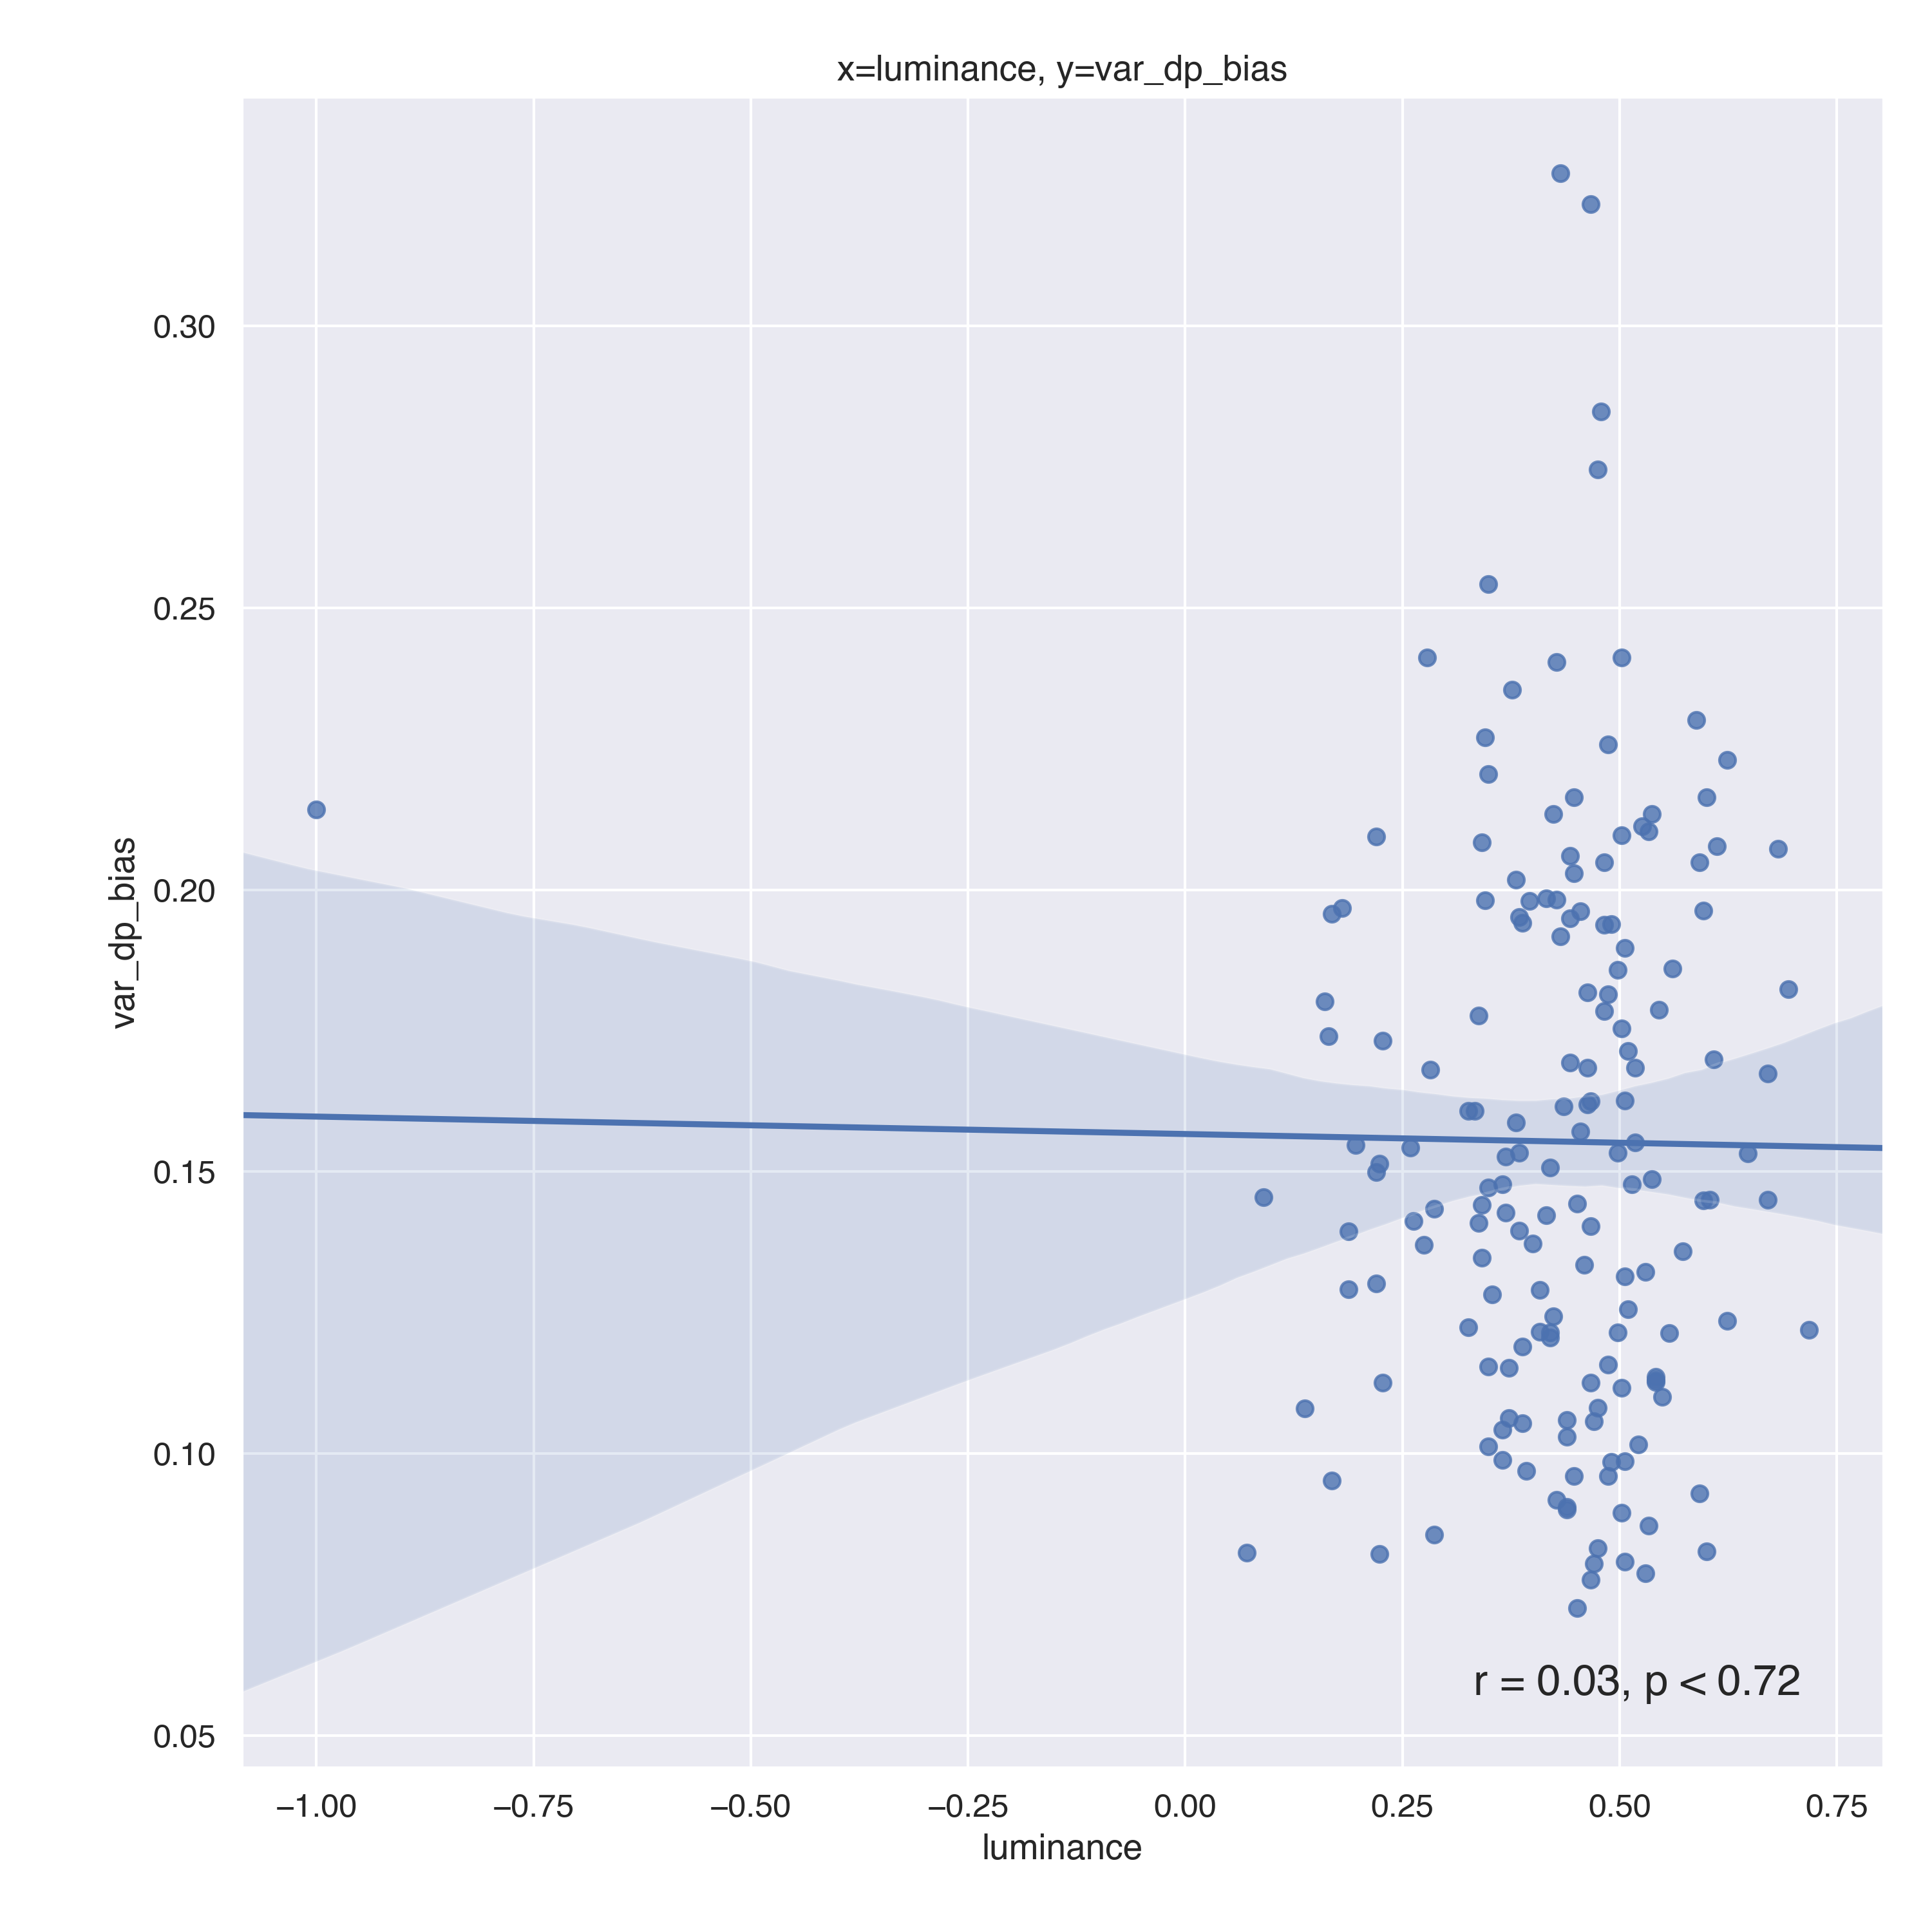 x=luminance, y=var_dp_bias
0.30
0.25
0.20
0.15
0.10
0.05
var_dp_bias
r = 0.03, p < 0.72
−1.00 −0.75 −0.50 −0.25 0.00 0.25 0.50 0.75
luminance